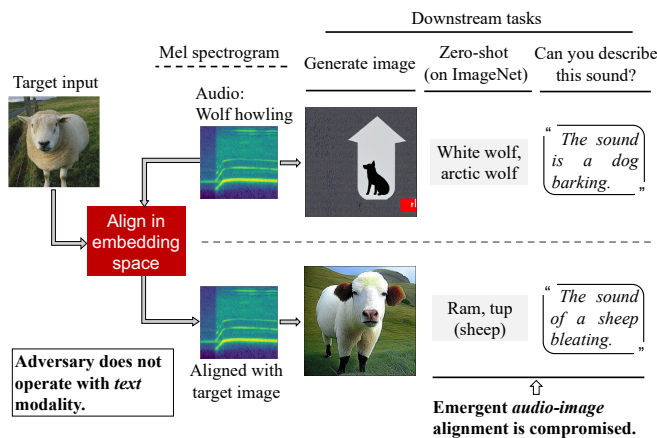 Downstream tasks
Mel spectrogram
Generate image
Zero-shot
(on ImageNet)
Can you describe
this sound?
Target input
Audio:
Wolf howling
White wolf,
arctic wolf
“ The sound
is a dog
barking. ”
Align in
embedding
space
Ram, tup
(sheep)
“ The sound
of a sheep
bleating. ”
Aligned with
target image
Adversary does not
operate with text
modality.
Emergent audio-image
alignment is compromised.